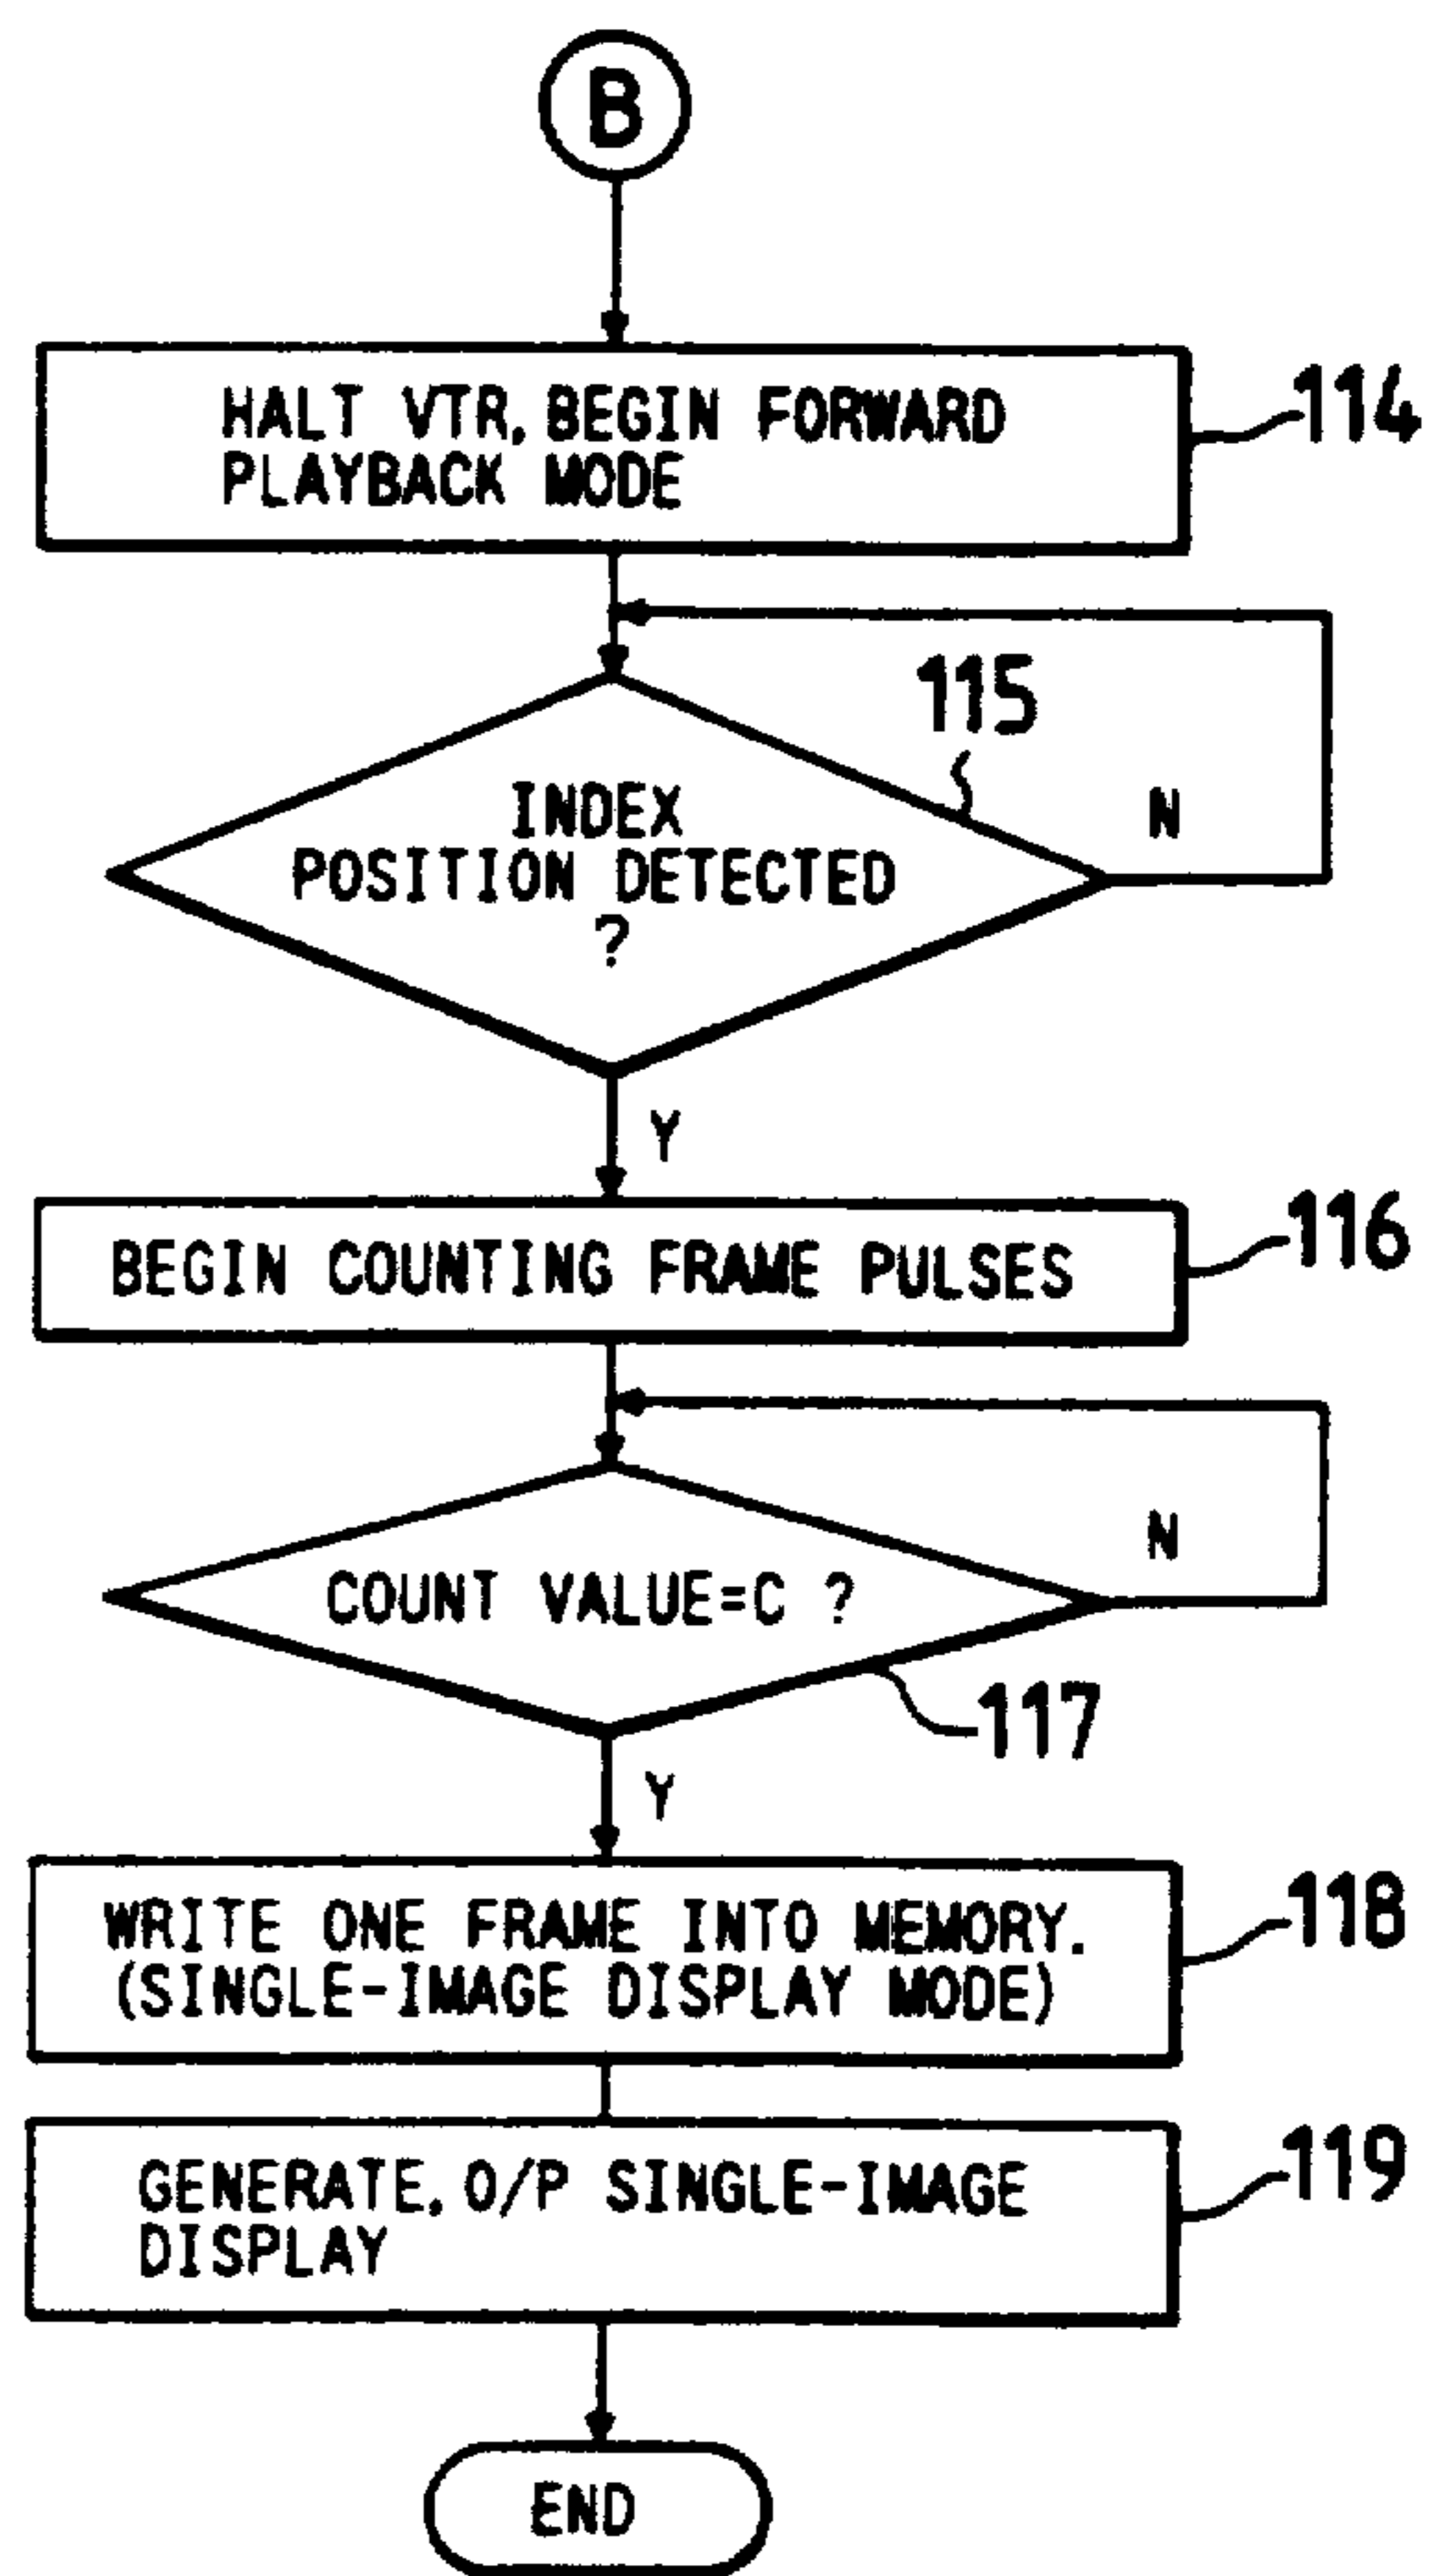 B
HALT VTR, BEGIN FORWARD
PLAYBACK MODE
114
115
INDEX
POSITION DETECTED
?
N
Y
BEGIN COUNTING FRAME PULSES
116
COUNT VALUE=C ?
N
117
Y
WRITE ONE FRAME INTO MEMORY.
(SINGLE-IMAGE DISPLAY MODE)
118
GENERATE, O/P SINGLE-IMAGE
DISPLAY
119
END